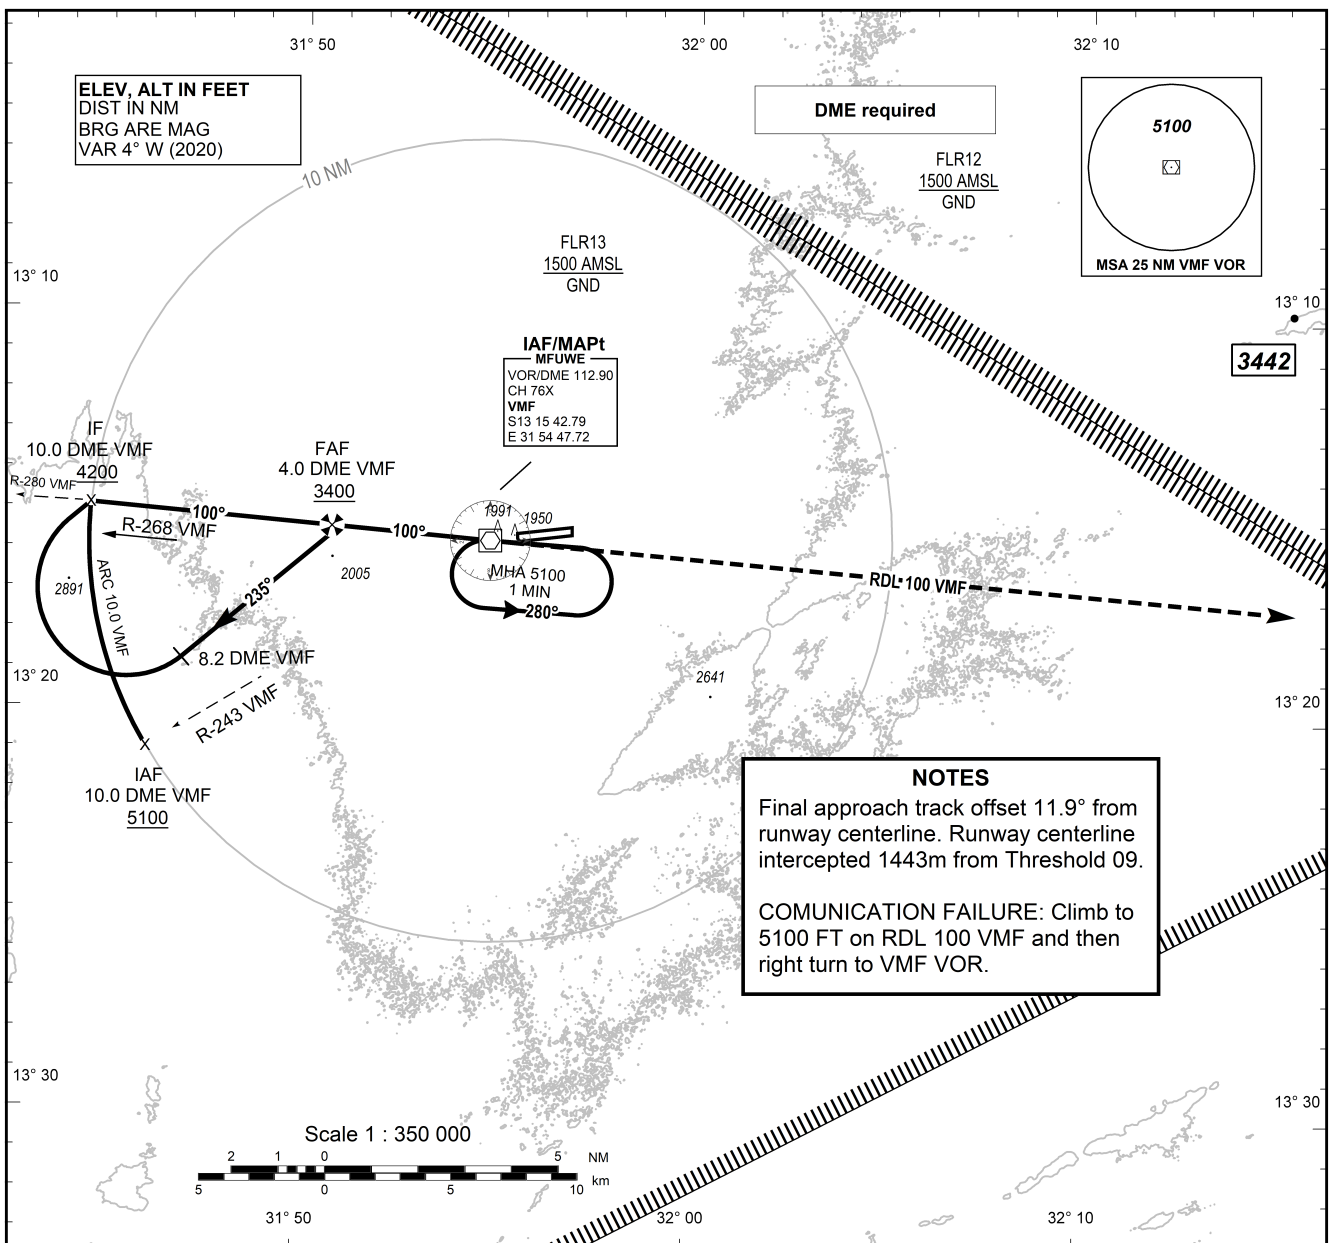 31° 50
32° 00
32° 10
ELEV, ALT IN FEET
DIST IN NM
BRG ARE MAG
VAR 4° W (2020)
DME required
5100
MSA 25 NM VMF VOR
10 NM
FLR12
1500 AMSL
GND
FLR13
1500 AMSL
GND
13° 10
13° 10
3442
IAF/MAPt
MFUWE
VOR/DME 112.90
CH 76X
VMF
S13 15 42.79
E 31 54 47.72
IF
10.0 DME VMF
4200
R-280 VMF
FAF
4.0 DME VMF
3400
100°
R-268 VMF
100°
1991
1950
2005
MHA 5100
1 MIN
280°
RDL 100 VMF
2891
ARC 10.0 VMF
235°
8.2 DME VMF
R-243 VMF
13° 20
2641
13° 20
IAF
10.0 DME VMF
5100
NOTES
Final approach track offset 11.9° from
runway centerline. Runway centerline
intercepted 1443m from Threshold 09.
COMUNICATION FAILURE: Climb to
5100 FT on RDL 100 VMF and then
right turn to VMF VOR.
13° 30
13° 30
Scale 1 : 350 000
2 1 0 5 NM
5 0 5 10 km
31° 50
32° 00
32° 10